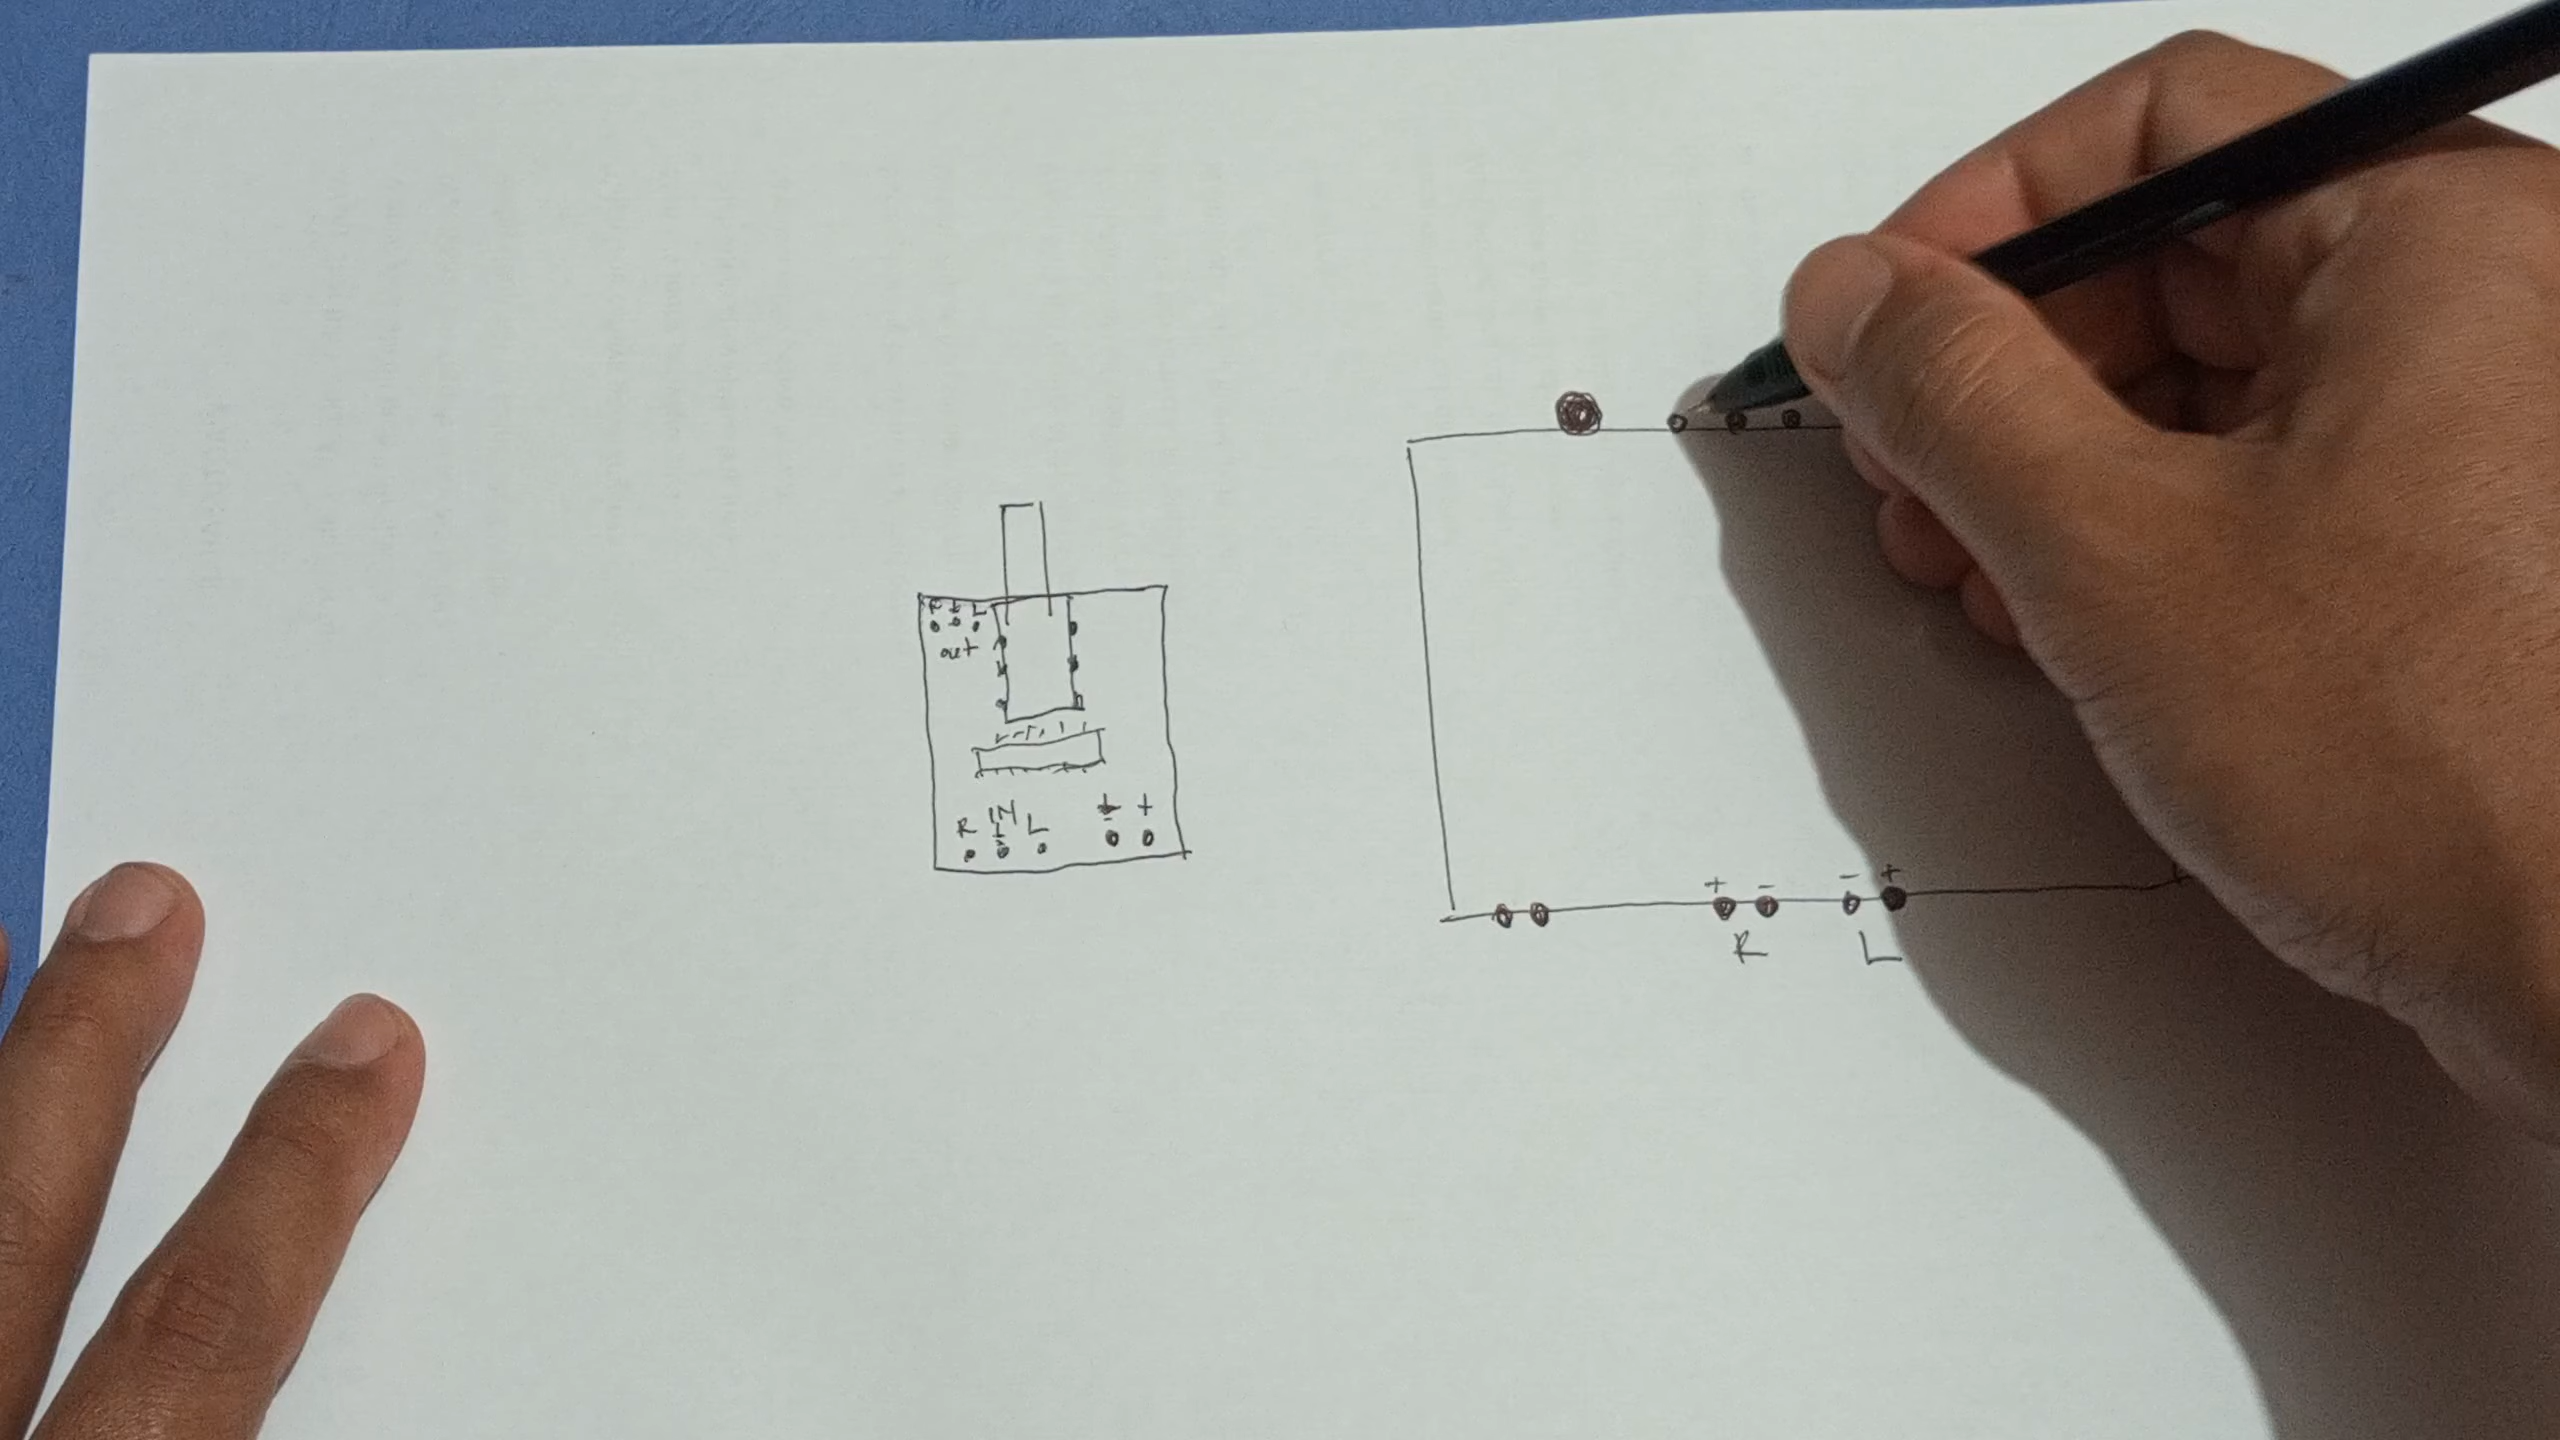 R ⏚ L
out
IN
R ⏚ L
⏚ +
+ - - +
R L